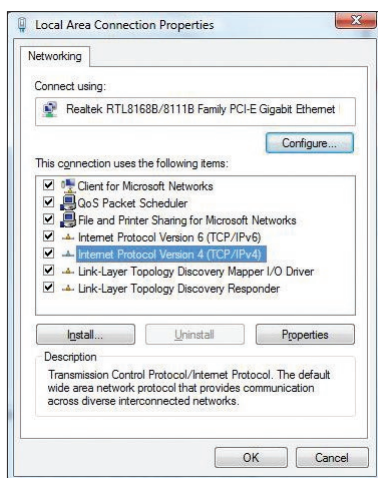 Local Area Connection Properties
Networking
Connect using:
Realtek RTL8168B/8111B Family PCI-E Gigabit Ethernet
Configure...
This connection uses the following items:
Client for Microsoft Networks
QoS Packet Scheduler
File and Printer Sharing for Microsoft Networks
Internet Protocol Version 6 (TCP/IPv6)
Internet Protocol Version 4 (TCP/IPv4)
Link-Layer Topology Discovery Mapper I/O Driver
Link-Layer Topology Discovery Responder
Install... Uninstall Properties
Description
Transmission Control Protocol/Internet Protocol. The default
wide area network protocol that provides communication
across diverse interconnected networks.
OK Cancel